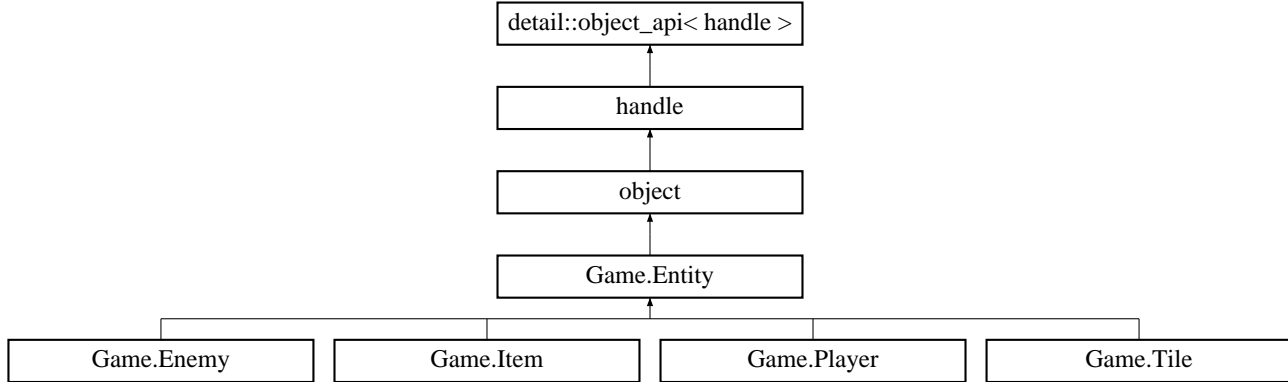 detail::object_api< handle >
handle
object
Game.Entity
Game.Enemy
Game.Item
Game.Player
Game.Tile